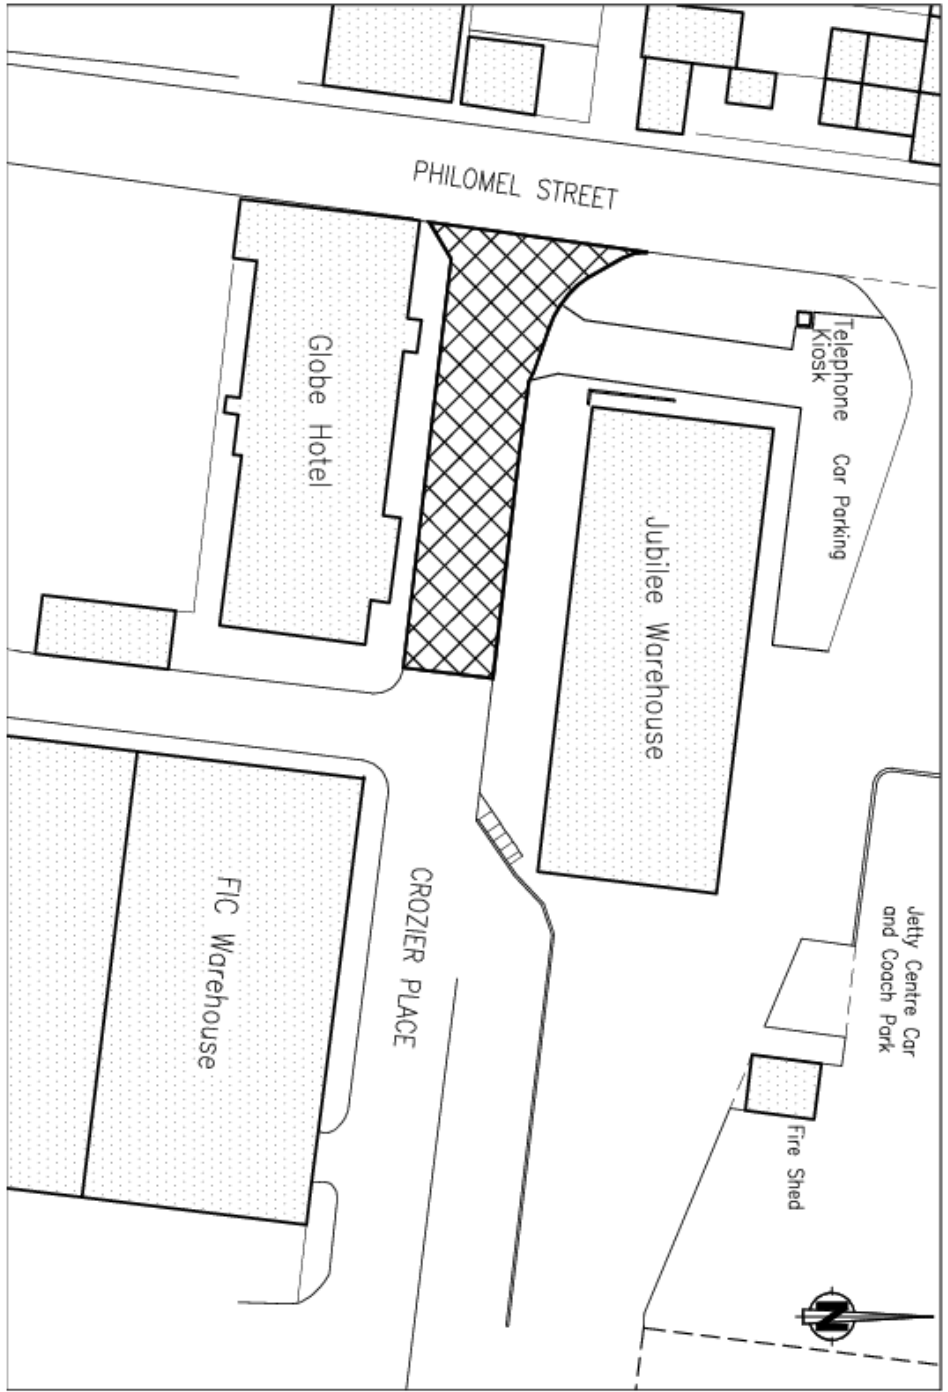 PHILOMEL STREET
Globe Hotel
Telephone
Kiosk
Car Parking
Jubilee Warehouse
CROZIER PLACE
FIC Warehouse
Jetty Centre Car
and Coach Park
Fire Shed
N